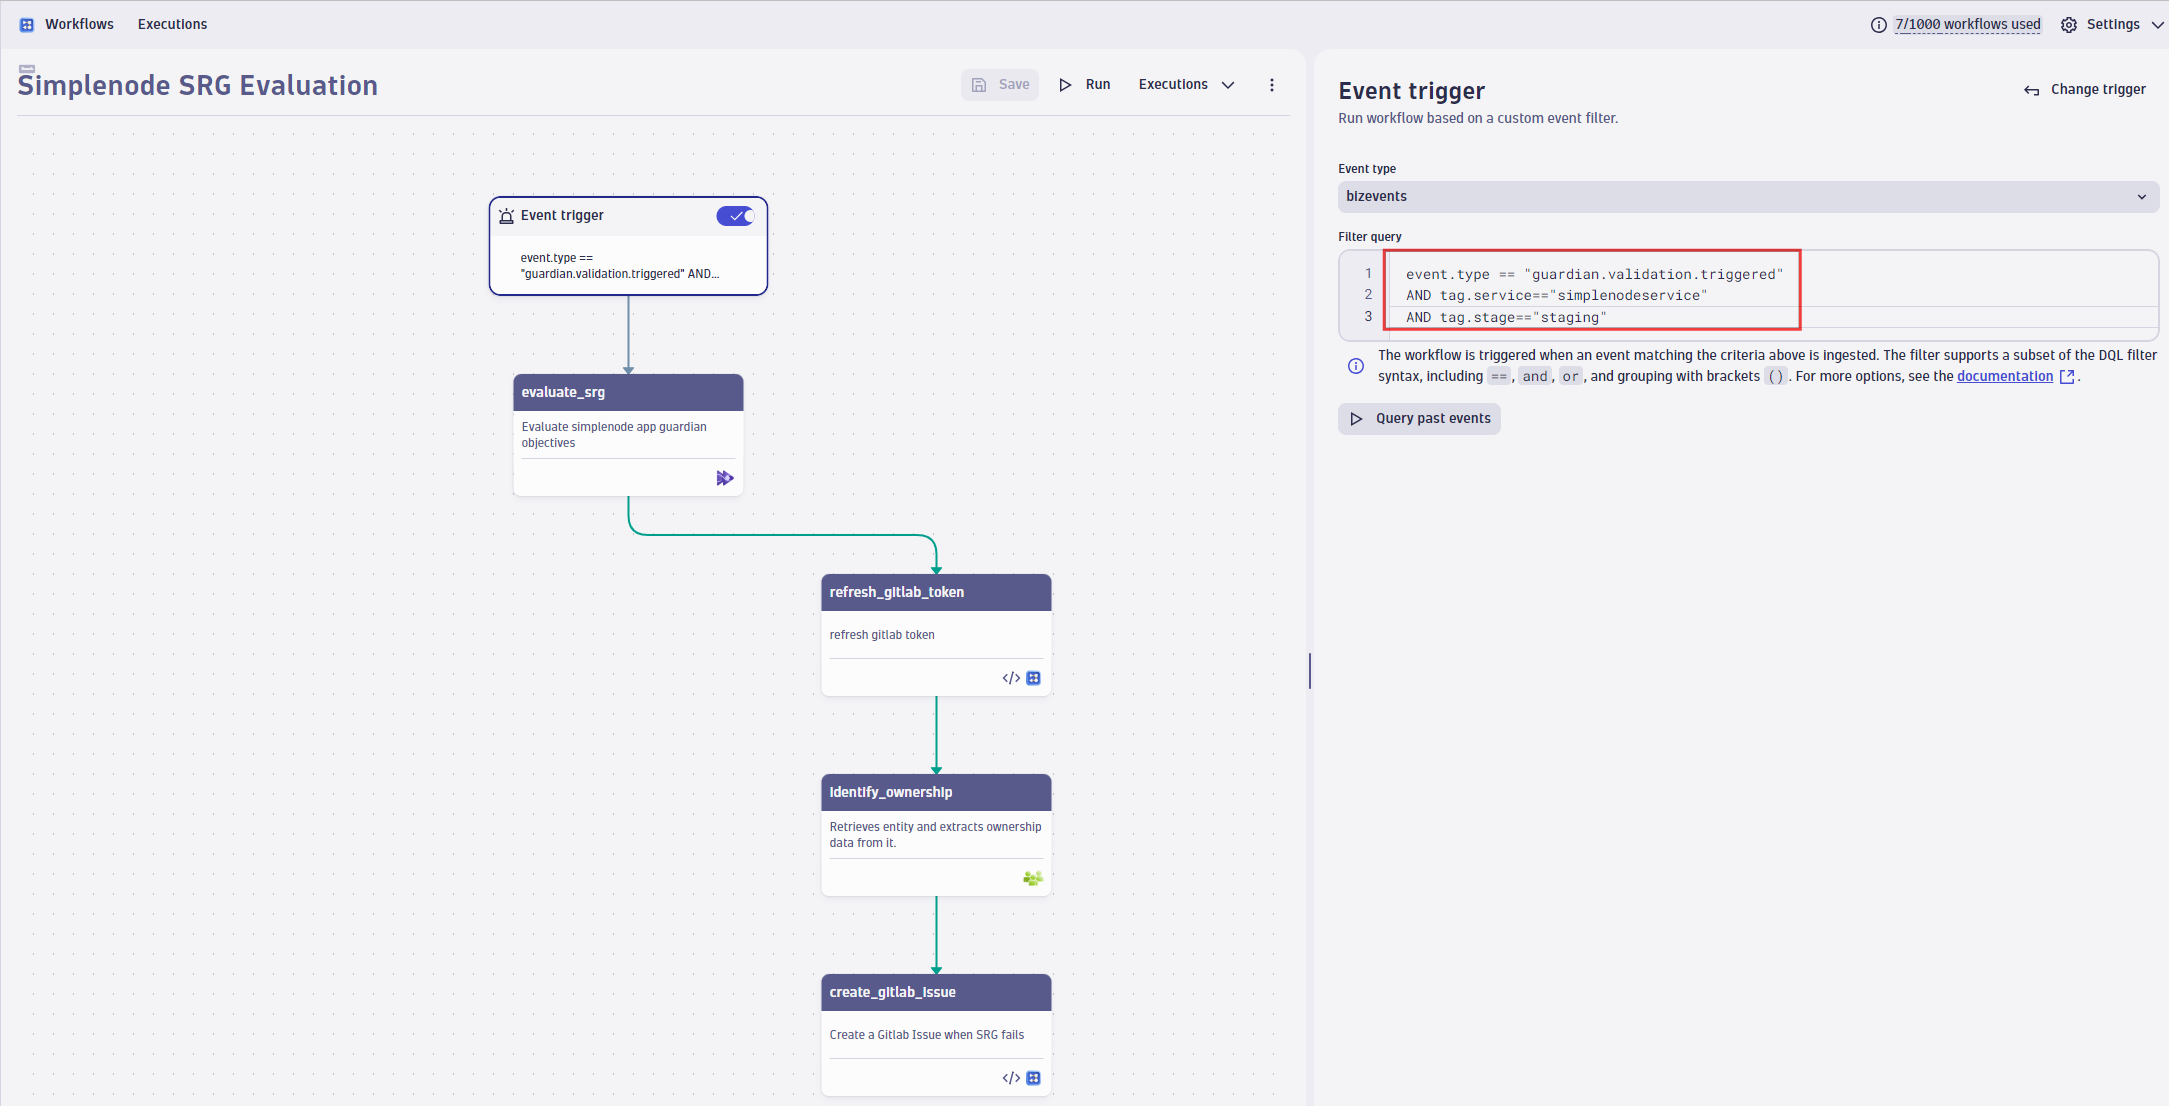 Workflows
Executions
7/1000 workflows used
Settings
Simplenode SRG Evaluation
Save
Run
Executions
Event trigger
event.type ==
"guardian.validation.triggered" AND...
evaluate_srg
Evaluate simplenode app guardian
objectives
refresh_gitlab_token
refresh gitlab token
identify_ownership
Retrieves entity and extracts ownership
data from it.
create_gitlab_issue
Create a Gitlab Issue when SRG fails
Event trigger
Change trigger
Run workflow based on a custom event filter.
Event type
bizevents
Filter query
1 event.type == "guardian.validation.triggered"
2 AND tag.service=="simplenodeservice"
3 AND tag.stage=="staging"
The workflow is triggered when an event matching the criteria above is ingested. The filter supports a subset of the DQL filter
syntax, including ==, and, or, and grouping with brackets (). For more options, see the documentation.
Query past events